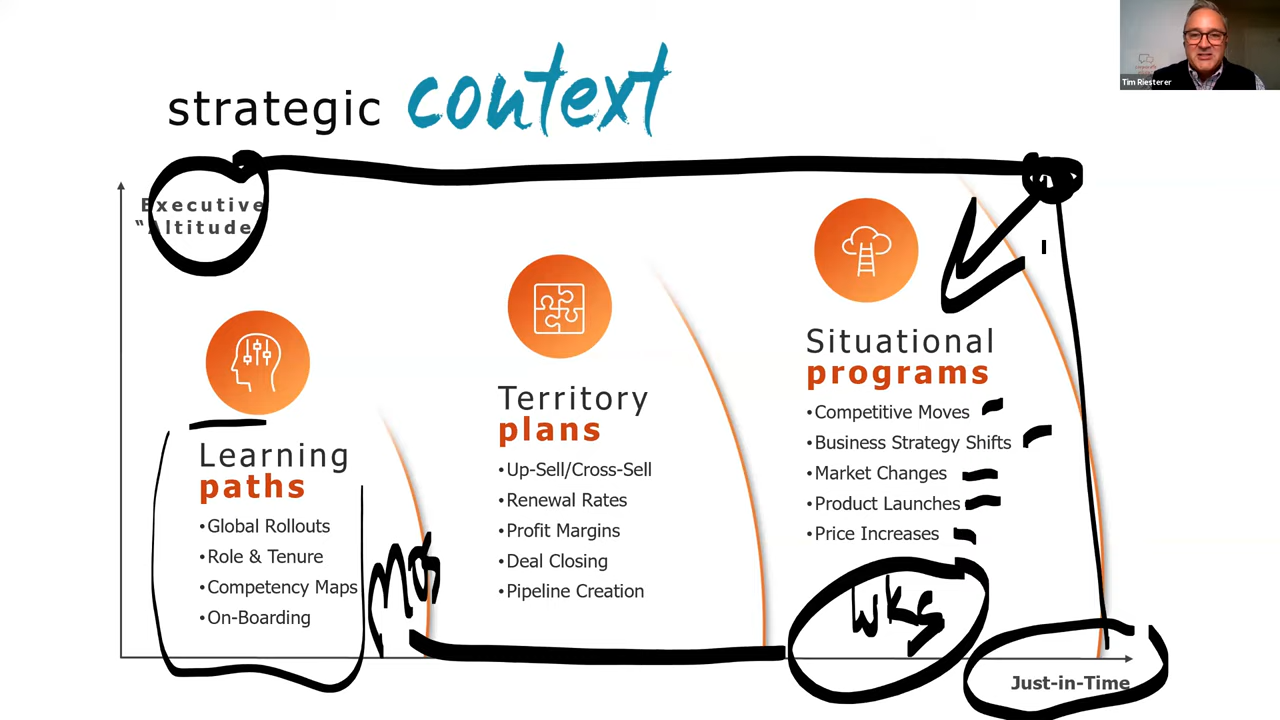 strategic context
Tim Riesterer
Executive
“Altitude
Situational
programs
•Competitive Moves
•Business Strategy Shifts
•Market Changes
•Product Launches
•Price Increases
Territory
plans
•Up-Sell/Cross-Sell
•Renewal Rates
•Profit Margins
•Deal Closing
•Pipeline Creation
Learning
paths
•Global Rollouts
•Role & Tenure
•Competency Maps
•On-Boarding
Mos
wks
Just-in-Time